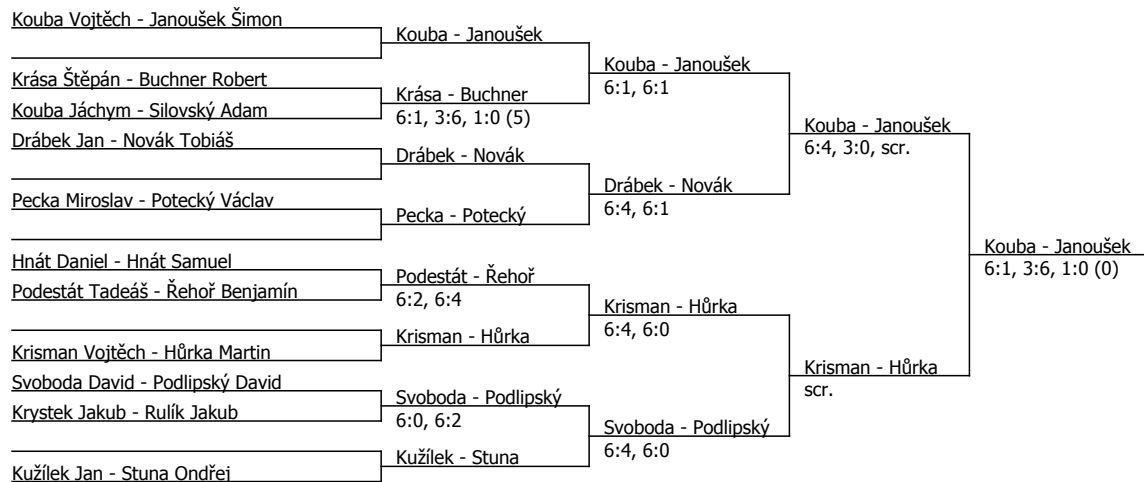 Kouba Vojtěch - Janoušek Šimon
Krása Štěpán - Buchner Robert
Kouba Jáchym - Silovský Adam
Drábek Jan - Novák Tobiáš
Pecka Miroslav - Potecký Václav
Hnát Daniel - Hnát Samuel
Podestát Tadeáš - Řehoř Benjamín
Krisman Vojtěch - Hůrka Martin
Svoboda David - Podlipský David
Krystek Jakub - Rulík Jakub
Kužílek Jan - Stuna Ondřej
Kouba - Janoušek
Krása - Buchner
6:1, 3:6, 1:0 (5)
Drábek - Novák
Pecka - Potecký
Podestát - Řehoř
6:2, 6:4
Krisman - Hůrka
Svoboda - Podlipský
6:0, 6:2
Kužílek - Stuna
Kouba - Janoušek
6:1, 6:1
Drábek - Novák
6:4, 6:1
Krisman - Hůrka
6:4, 6:0
Svoboda - Podlipský
6:4, 6:0
Kouba - Janoušek
6:4, 3:0, scr.
Krisman - Hůrka
scr.
Kouba - Janoušek
6:1, 3:6, 1:0 (0)